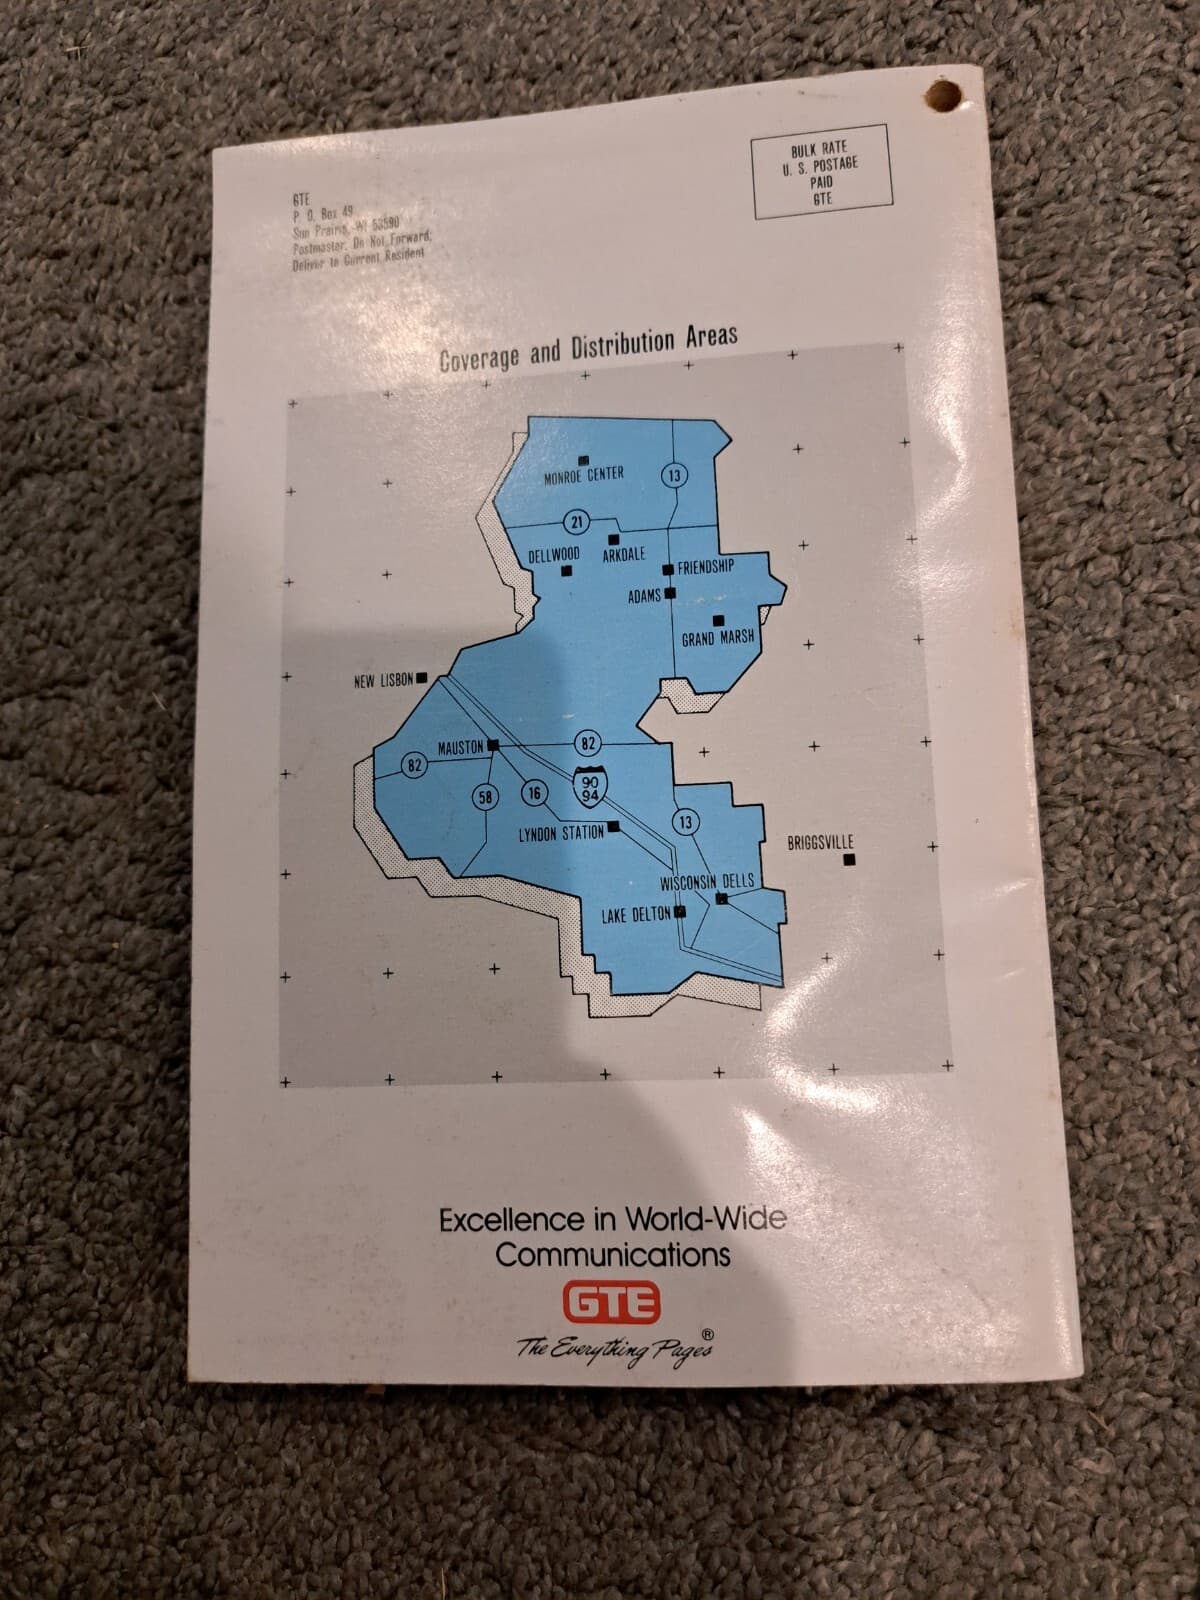 GTE
P. O. Box 49
Sun Prairie, WI 53590
Postmaster: Do Not Forward;
Deliver to Current Resident
BULK RATE
U. S. POSTAGE
PAID
GTE
Coverage and Distribution Areas
MONROE CENTER
13
21
DELLWOOD
ARKDALE
FRIENDSHIP
ADAMS
GRAND MARSH
NEW LISBON
MAUSTON
82
82
90
94
58
16
LYNDON STATION
13
BRIGGSVILLE
WISCONSIN DELLS
LAKE DELTON
Excellence in World-Wide
Communications
GTE
The Everything Pages®